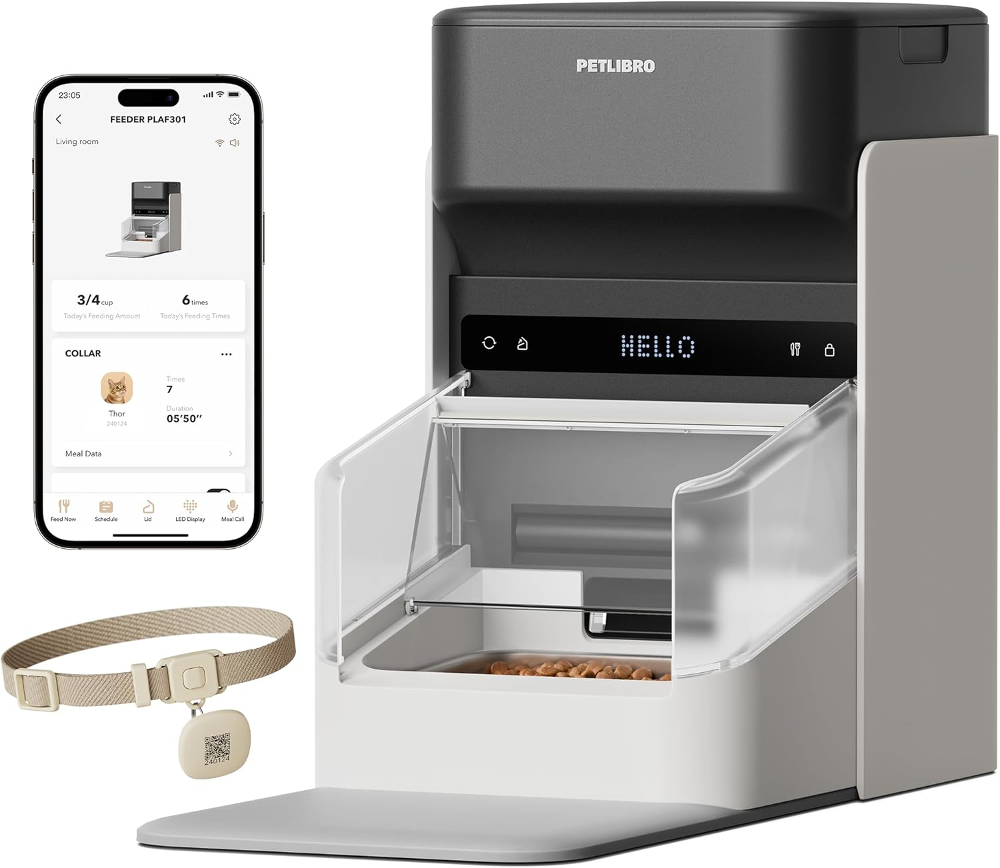 PETLIBRO
23:05
FEEDER PLAF301
Living room
PETLIBRO
HELLO
3/4 cup
6 times
Today's Feeding Amount
Today's Feeding Times
COLLAR
Times
7
Duration
05'50''
Thor
240124
Meal Data
Feed Now
Schedule
Lid
LED Display
Meal Call
HELLO
240124